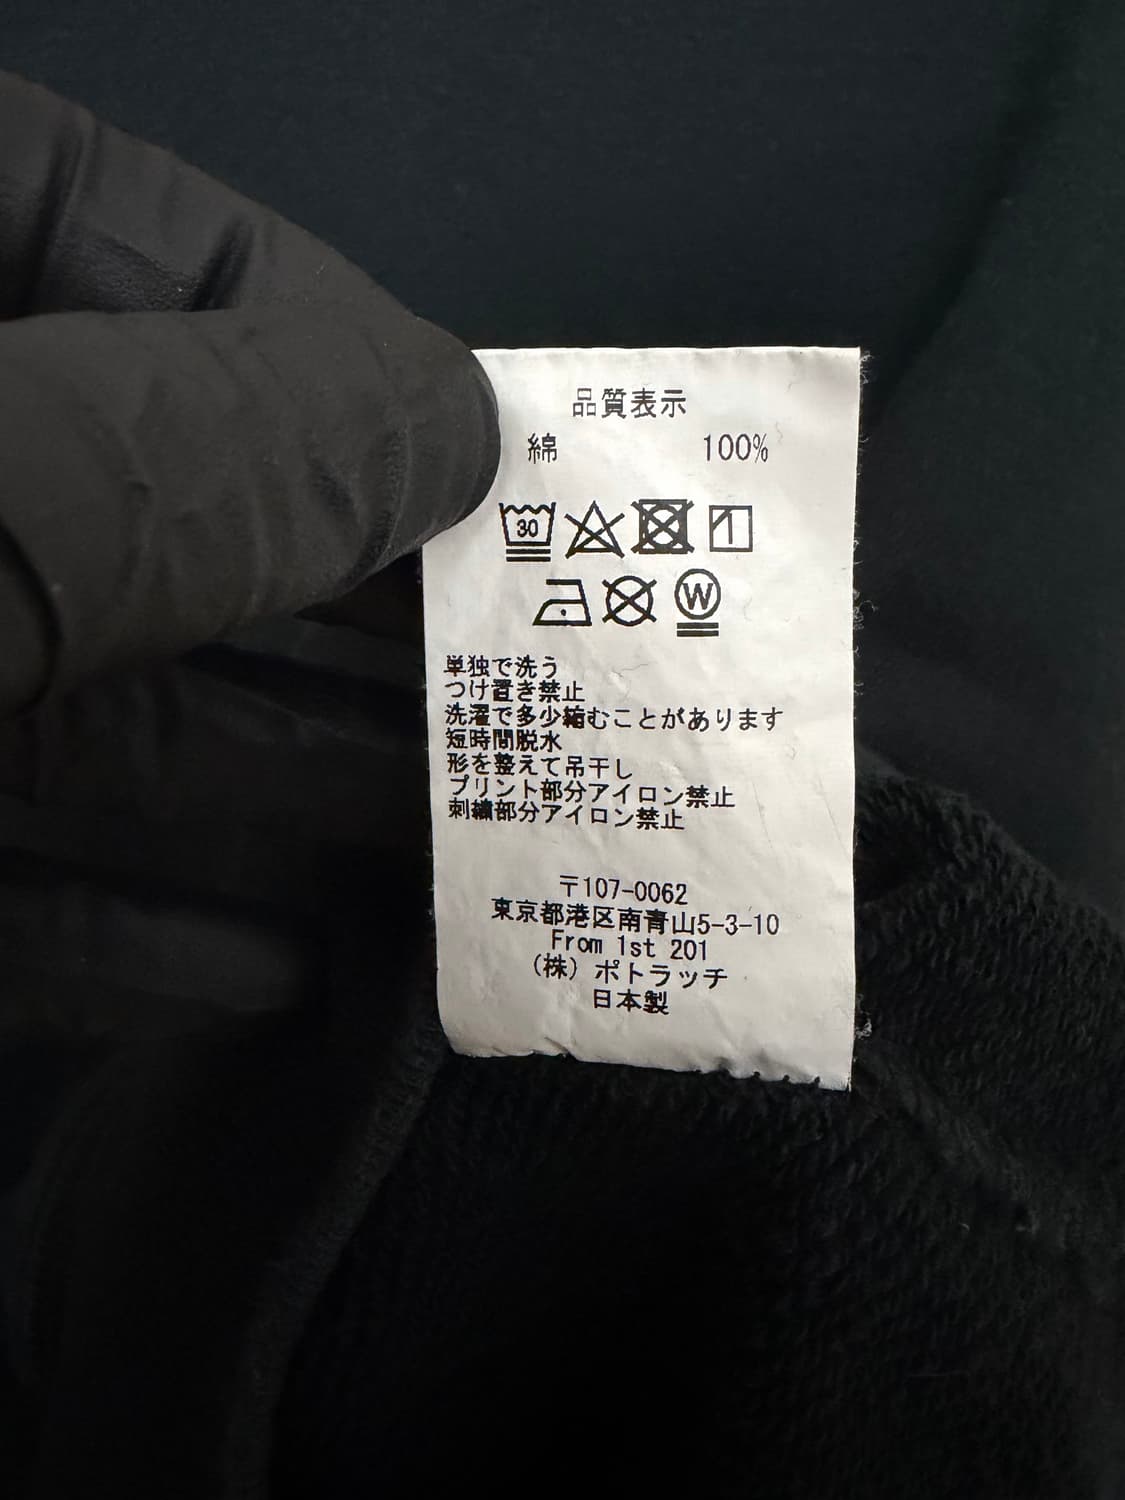 品質表示
綿 100%
30
W
単独で洗う
つけ置き禁止
洗濯で多少縮むことがあります
短時間脱水
形を整えて吊干し
プリント部分アイロン禁止
刺繍部分アイロン禁止
〒107-0062
東京都港区南青山5-3-10
From 1st 201
(株) ポトラッチ
日本製